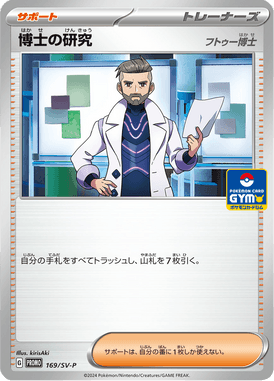 サポート
トレーナーズ
博士の研究
フトゥー博士
POKÉMON CARD
GYM
ポケモンカードジム
自分の手札をすべてトラッシュし、山札を7枚引く。
Illus. kirisAki
G PROMO 169/SV-P
サポートは、自分の番に1枚しか使えない。
©2024 Pokémon/Nintendo/Creatures/GAME FREAK.